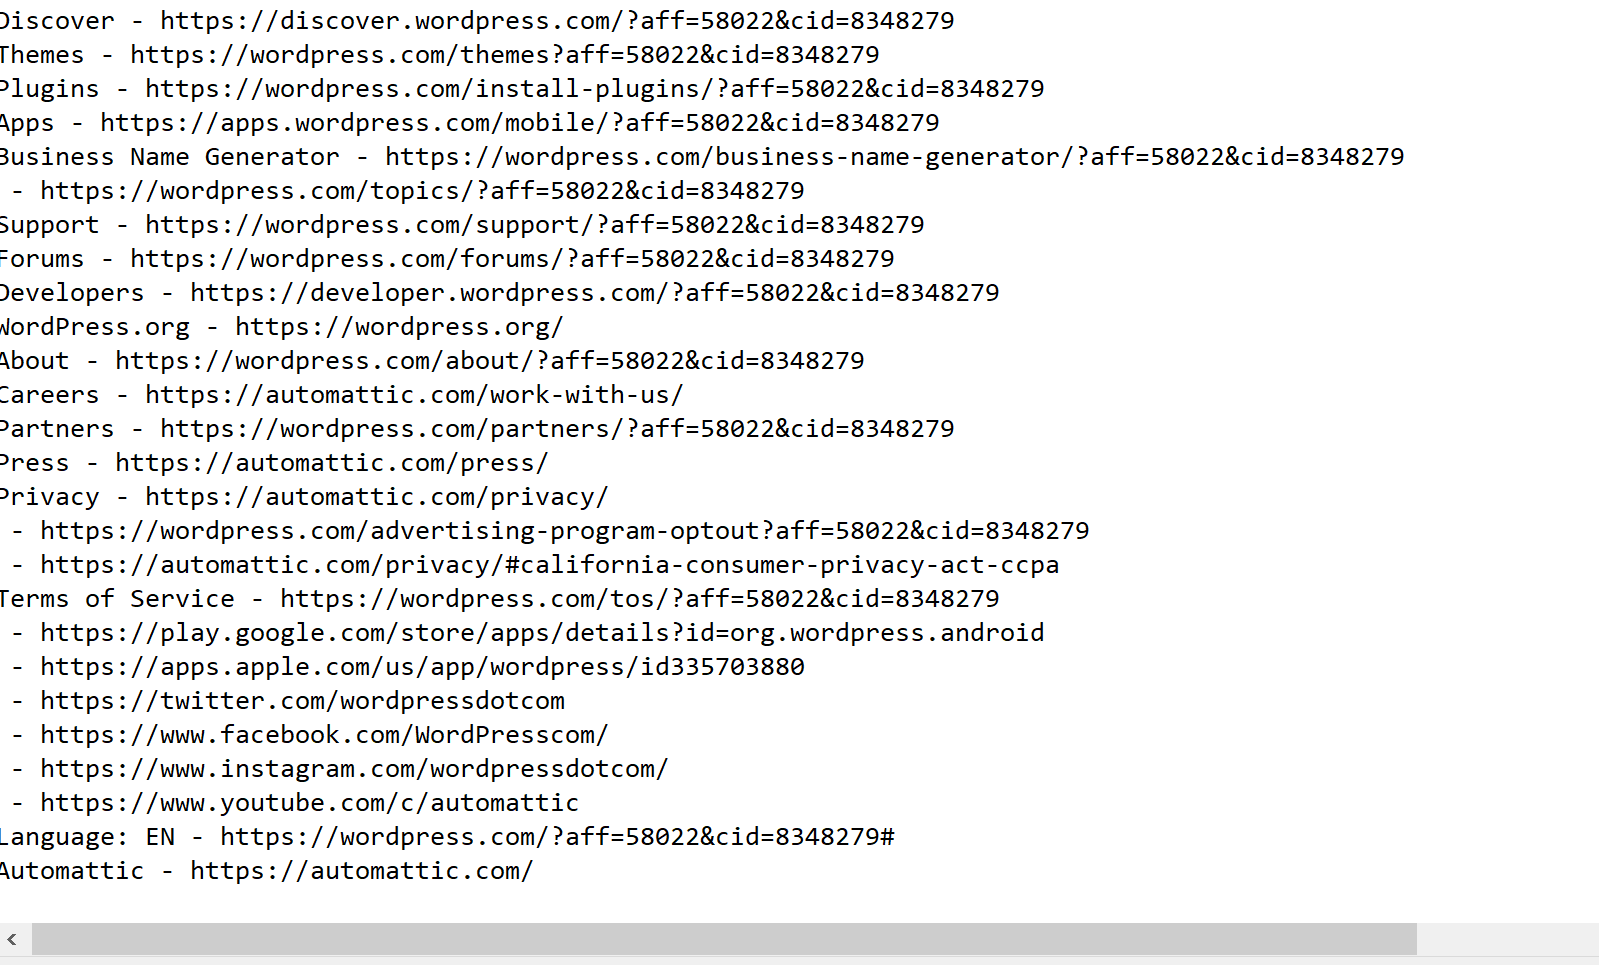 Discover - https://discover.wordpress.com/?aff=58022&cid=8348279
Themes - https://wordpress.com/themes?aff=58022&cid=8348279
Plugins - https://wordpress.com/install-plugins/?aff=58022&cid=8348279
Apps - https://apps.wordpress.com/mobile/?aff=58022&cid=8348279
Business Name Generator - https://wordpress.com/business-name-generator/?aff=58022&cid=8348279
- https://wordpress.com/topics/?aff=58022&cid=8348279
Support - https://wordpress.com/support/?aff=58022&cid=8348279
Forums - https://wordpress.com/forums/?aff=58022&cid=8348279
Developers - https://developer.wordpress.com/?aff=58022&cid=8348279
WordPress.org - https://wordpress.org/
About - https://wordpress.com/about/?aff=58022&cid=8348279
Careers - https://automattic.com/work-with-us/
Partners - https://wordpress.com/partners/?aff=58022&cid=8348279
Press - https://automattic.com/press/
Privacy - https://automattic.com/privacy/
- https://wordpress.com/advertising-program-optout?aff=58022&cid=8348279
- https://automattic.com/privacy/#california-consumer-privacy-act-ccpa
Terms of Service - https://wordpress.com/tos/?aff=58022&cid=8348279
- https://play.google.com/store/apps/details?id=org.wordpress.android
- https://apps.apple.com/us/app/wordpress/id335703880
- https://twitter.com/wordpressdotcom
- https://www.facebook.com/WordPresscom/
- https://www.instagram.com/wordpressdotcom/
- https://www.youtube.com/c/automattic
Language: EN - https://wordpress.com/?aff=58022&cid=8348279#
Automattic - https://automattic.com/